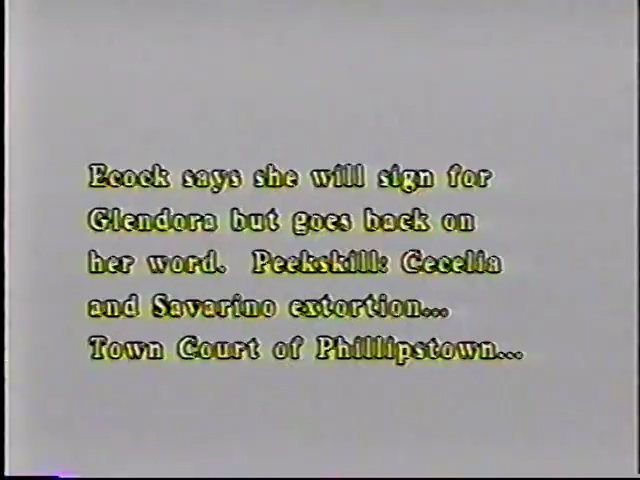 Ecock says she will sign for
Glendora but goes back on
her word. Peekskill: Cecelia
and Savarino extortion...
Town Court of Phillipstown...